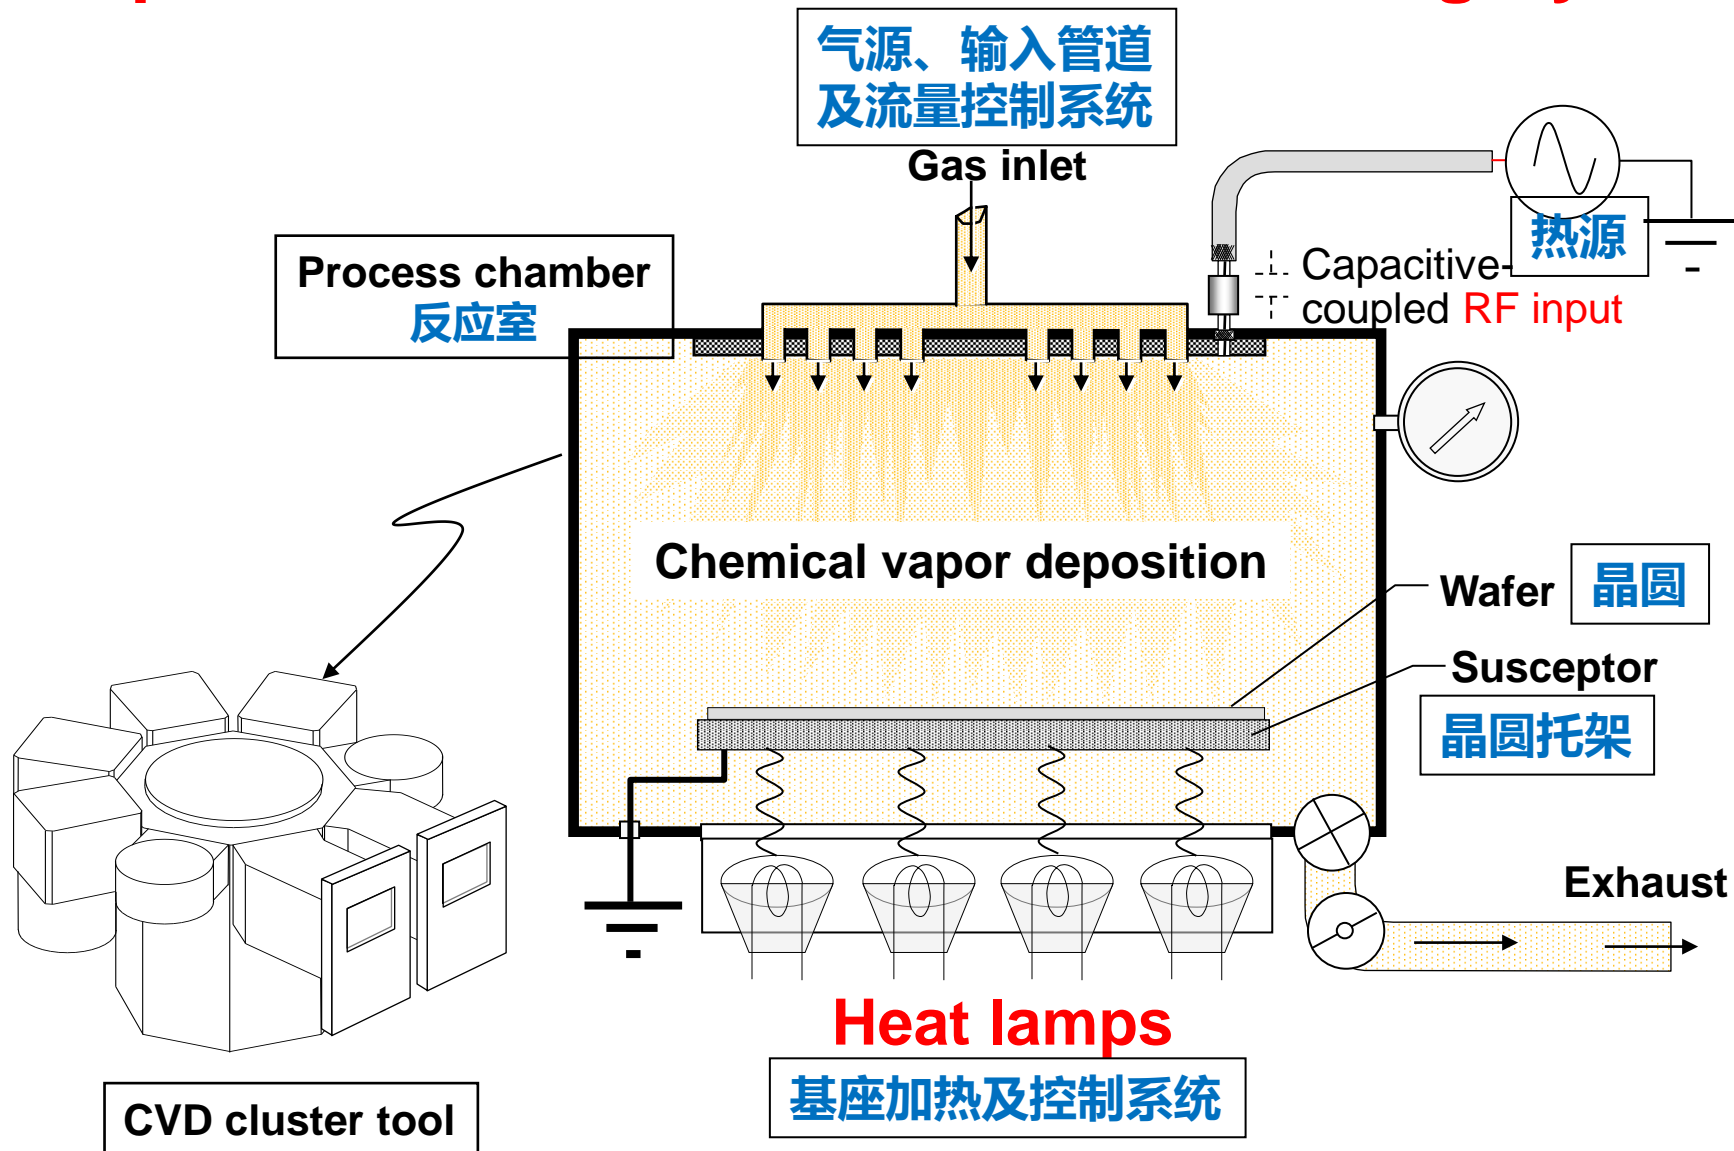 气源、输入管道
及流量控制系统
Gas inlet
热源
Process chamber
反应室
Capacitive-
coupled RF input
Chemical vapor deposition
Wafer 晶圆
Susceptor
晶圆托架
Exhaust
Heat lamps
基座加热及控制系统
CVD cluster tool